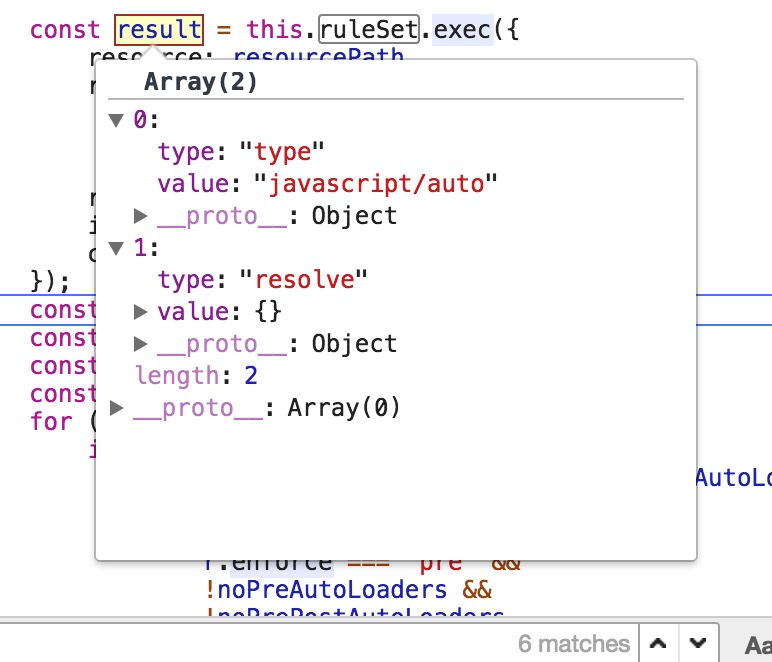 const result = this.ruleSet.exec({
resource: resourcePath
Array(2)
▼ 0:
type: "type"
value: "javascript/auto"
▶ __proto__: Object
▼ 1:
type: "resolve"
▶ value: {}
▶ __proto__: Object
length: 2
▶ __proto__: Array(0)
});
const
const
const
const
for (
AutoLo
r.enforce === "pre" &&
!noPreAutoLoaders &&
!noPrePostAutoLoaders
6 matches
Aa